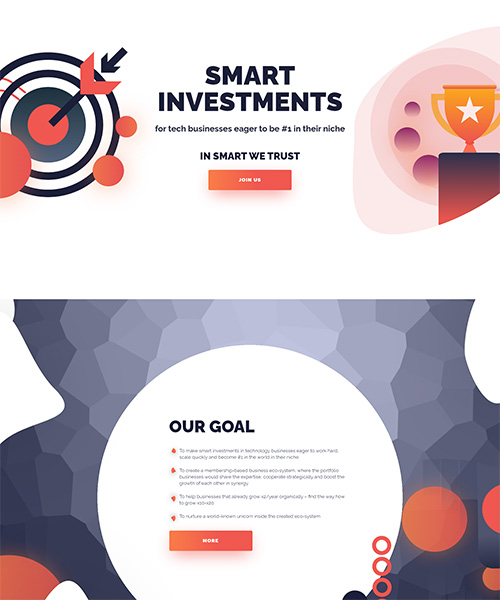 SMART
INVESTMENTS
for tech businesses eager to be #1 in their niche
IN SMART WE TRUST
JOIN US
OUR GOAL
To make smart investments in technology businesses eager to work hard,
scale quickly and become #1 in the world in their niche
To create a membership-based business eco-system, where the portfolio
businesses would share the expertise, cooperate strategically and boost the
growth of each other in synergy
To help businesses that already grow x2/year organically – find the way how
to grow x10-x20
To nurture a world-known unicorn inside the created eco-system
MORE